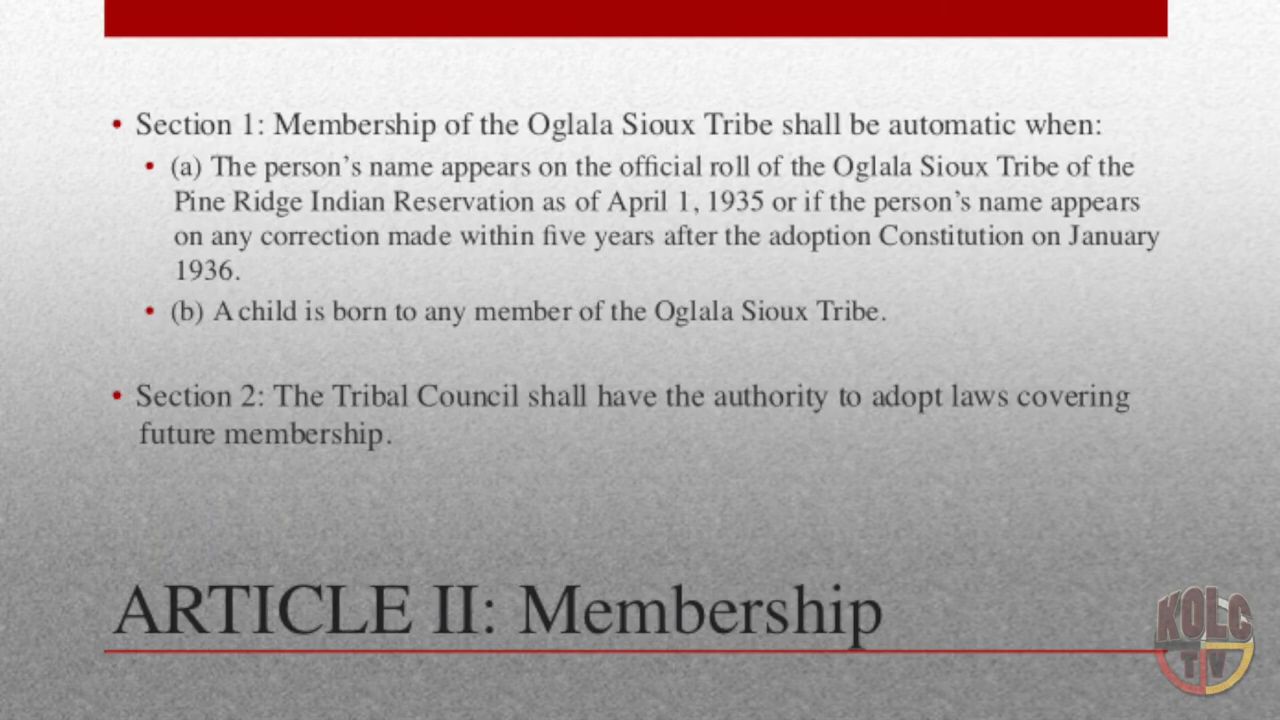 • Section 1: Membership of the Oglala Sioux Tribe shall be automatic when:
• (a) The person’s name appears on the official roll of the Oglala Sioux Tribe of the
Pine Ridge Indian Reservation as of April 1, 1935 or if the person’s name appears
on any correction made within five years after the adoption Constitution on January
1936.
• (b) A child is born to any member of the Oglala Sioux Tribe.
• Section 2: The Tribal Council shall have the authority to adopt laws covering
future membership.
ARTICLE II: Membership
KOLC
TV